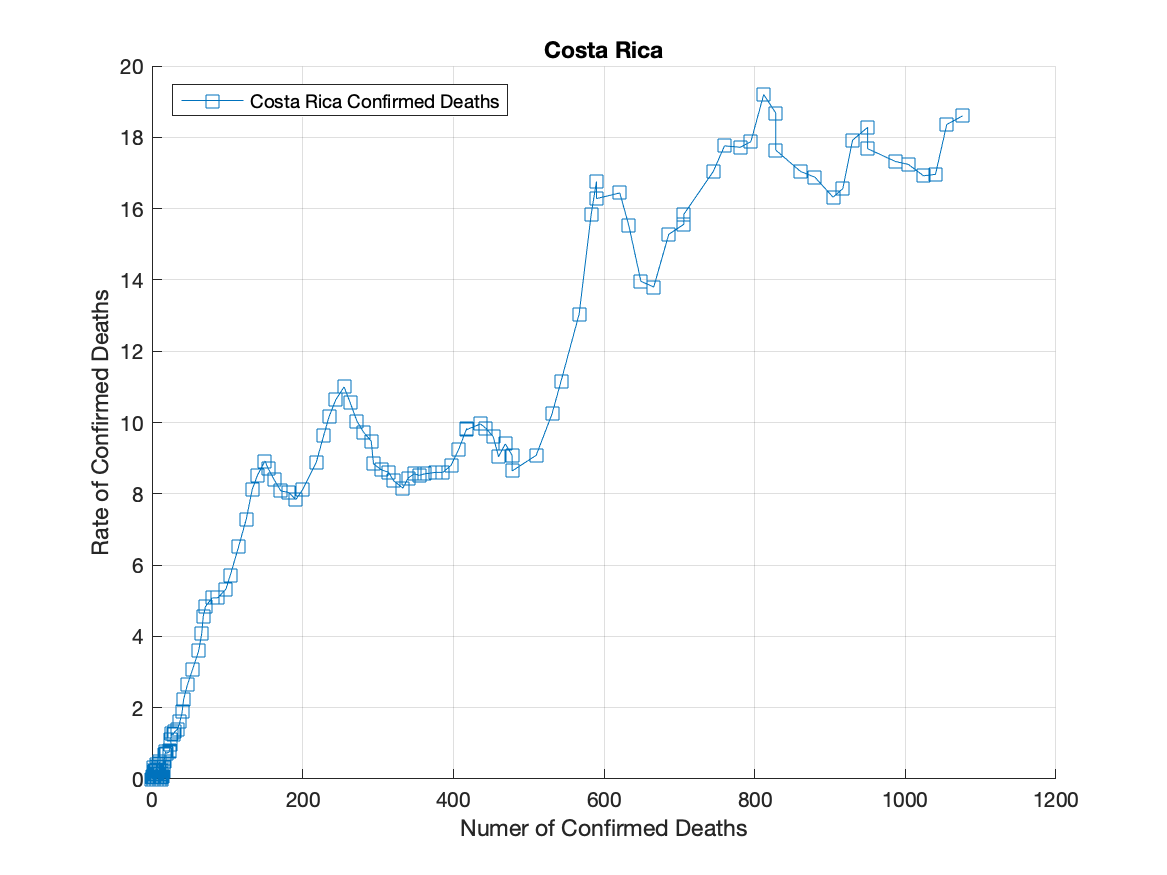 Costa Rica
Costa Rica Confirmed Deaths
Rate of Confirmed Deaths
20
18
16
14
12
10
8
6
4
2
0
0 200 400 600 800 1000 1200
Numer of Confirmed Deaths